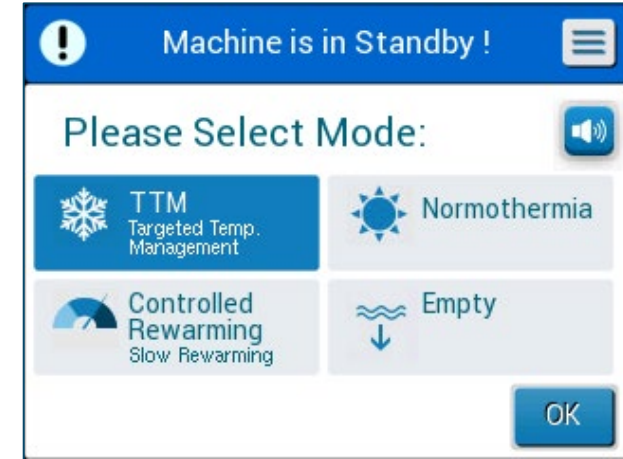 Machine is in Standby !
Please Select Mode:
TTM
Targeted Temp.
Management
Normothermia
Controlled
Rewarming
Slow Rewarming
Empty
OK